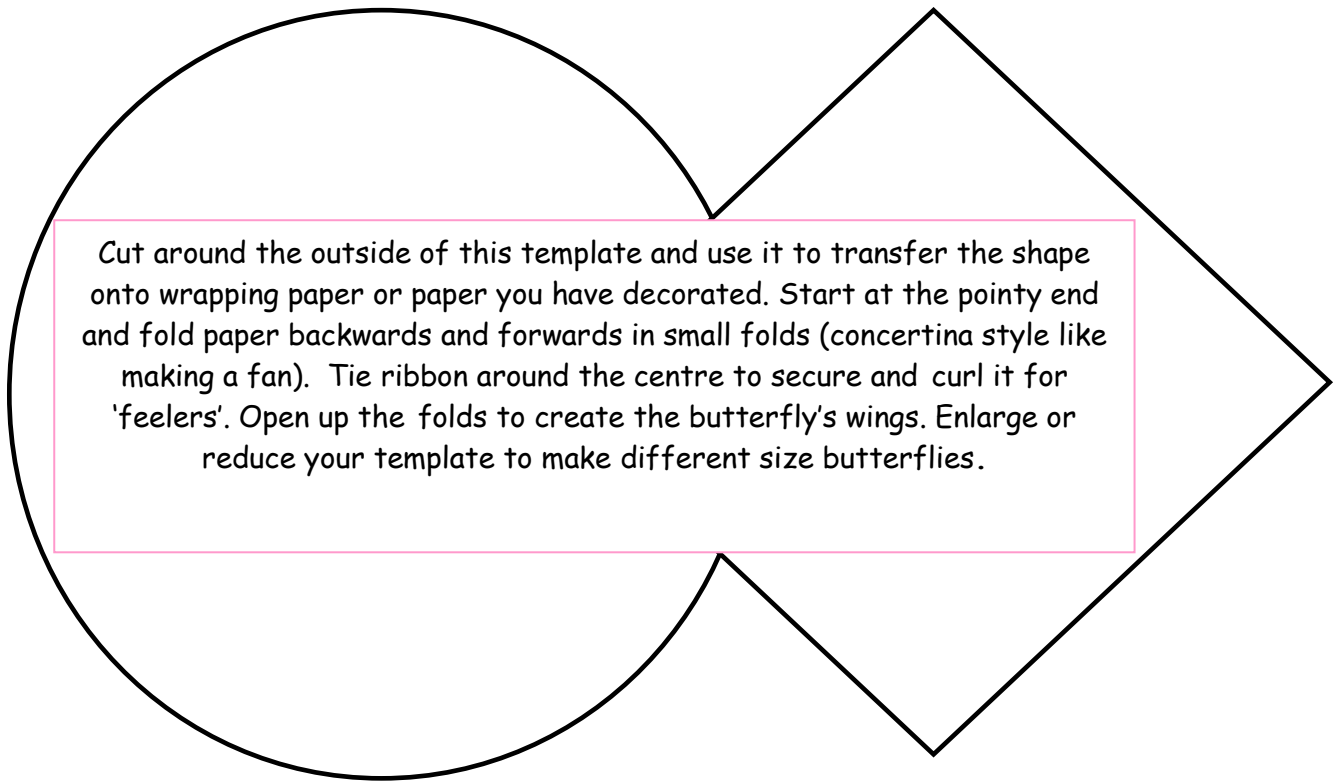 Cut around the outside of this template and use it to transfer the shape
onto wrapping paper or paper you have decorated. Start at the pointy end
and fold paper backwards and forwards in small folds (concertina style like
making a fan).  Tie ribbon around the centre to secure and curl it for
‘feelers’. Open up the folds to create the butterfly’s wings. Enlarge or
reduce your template to make different size butterflies.